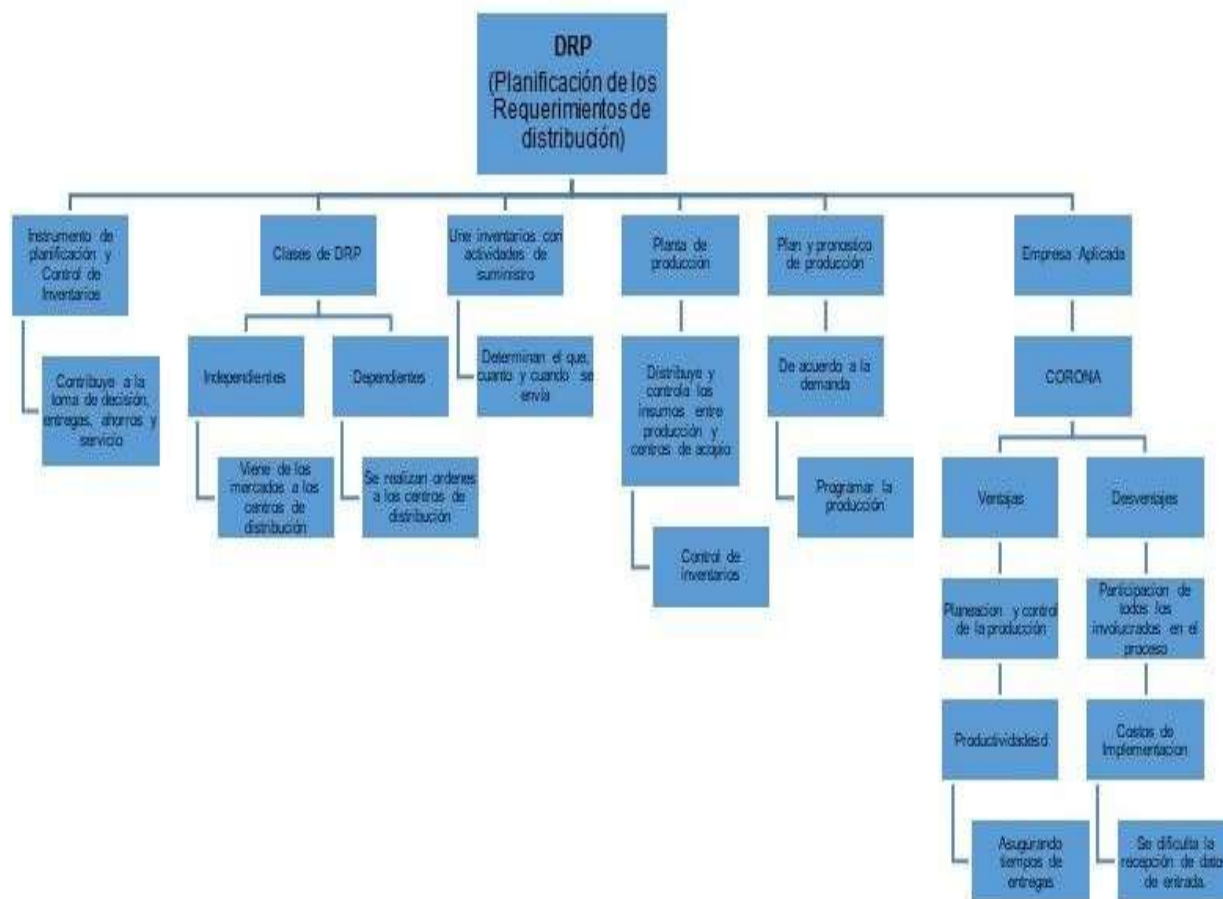 DRP
(Planificación de los
Requerimientos de
distribución)
Instrumento de
planificación y
Control de
Inventarios
Contribuye a la
toma de decisión,
entregas, ahorros y
servicio
Clases de DRP
Independientes
Viene de los
mercados a los
centros de
distribución
Dependientes
Se realizan ordenes
a los centros de
distribución
Une inventarios con
actividades de
suministro
Determinan el que,
cuanto y cuando se
envía
Planta de
producción
Distribuye y
controla los
insumos entre
producción y
centros de acopio
Control de
inventarios
Plan y pronostico
de producción
De acuerdo a la
demanda
Programar la
producción
Empresa Aplicada
CORONA
Ventajas
Planeacion y control
de la producción
Productividadesd
Asugurando
tiempos de
entregas
Desventajes
Participacion de
todos los
involucrados en el
proceso
Costos de
Implementacion
Se dificulta la
recepción de datos
de entrada.